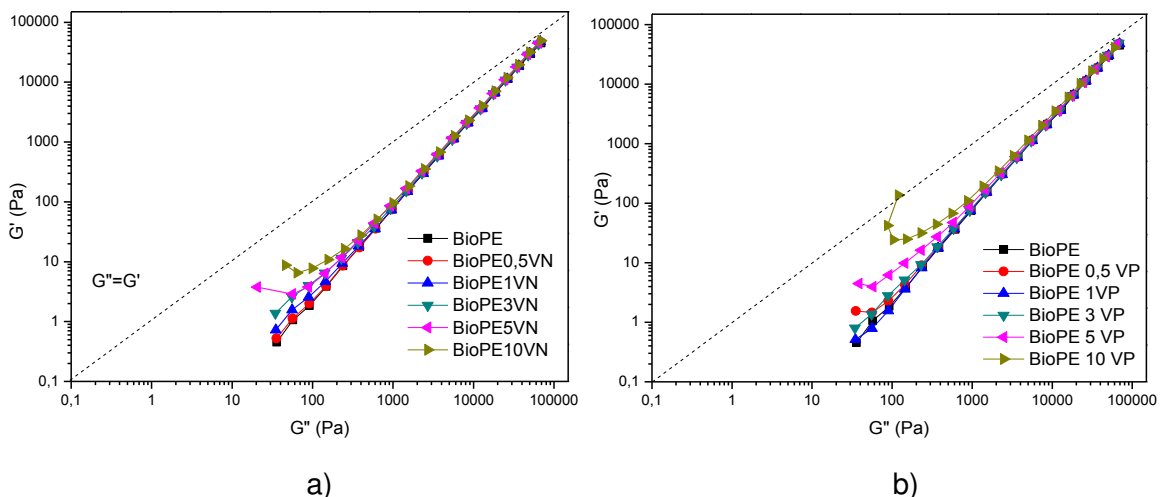 100000
10000
1000
100
10
1
0,1
G' (Pa)
G"=G'
BioPE
BioPE0,5VN
BioPE1VN
BioPE3VN
BioPE5VN
BioPE10VN
0,1 1 10 100 1000 10000 100000
G" (Pa)
a)
100000
10000
1000
100
10
1
0,1
G' (Pa)
BioPE
BioPE 0,5 VP
BioPE 1VP
BioPE 3 VP
BioPE 5 VP
BioPE 10 VP
0,1 1 10 100 1000 10000 100000
G" (Pa)
b)